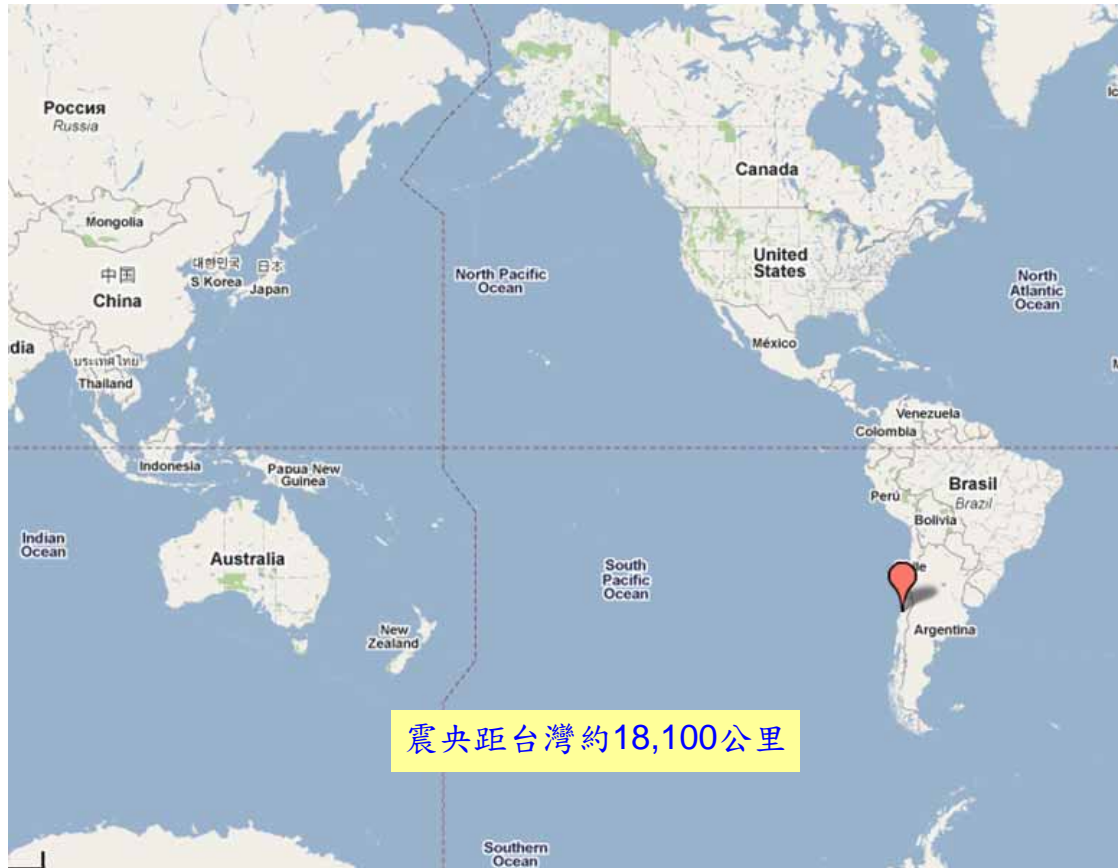 Россия
Russia
Mongolia
中国
China
대한민국
S Korea
日本
Japan
North Pacific
Ocean
Canada
United
States
North
Atlantic
Ocean
México
dia
ประเทศไทย
Thailand
Venezuela
Colombia
Indonesia
Papua New
Guinea
Perú
Brasil
Brazil
Bolivia
Indian
Ocean
Australia
South
Pacific
Ocean
lle
Argentina
New
Zealand
震央距台灣約18,100公里
Southern
Ocean